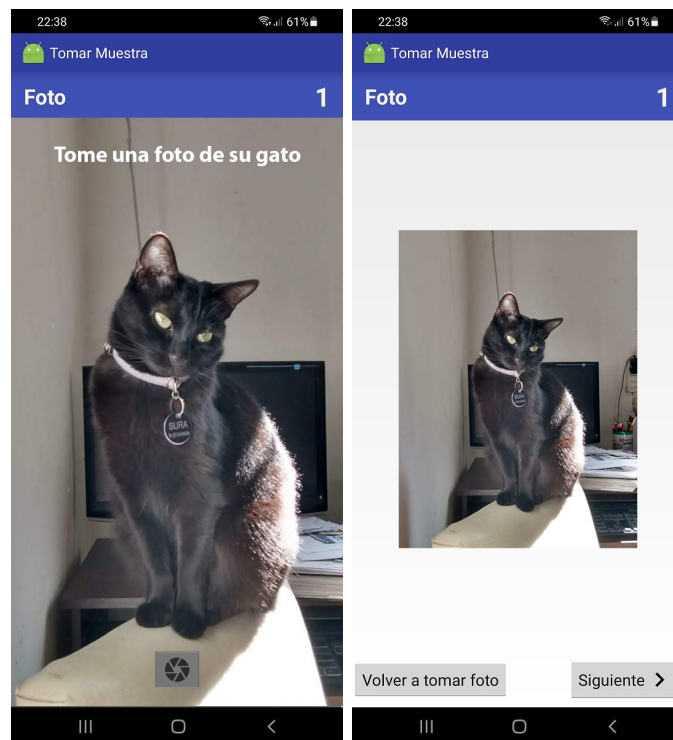 22:38
61%
Tomar Muestra
Foto
1
Tome una foto de su gato
SURA
22:38
61%
Tomar Muestra
Foto
1
SURA
Volver a tomar foto
Siguiente